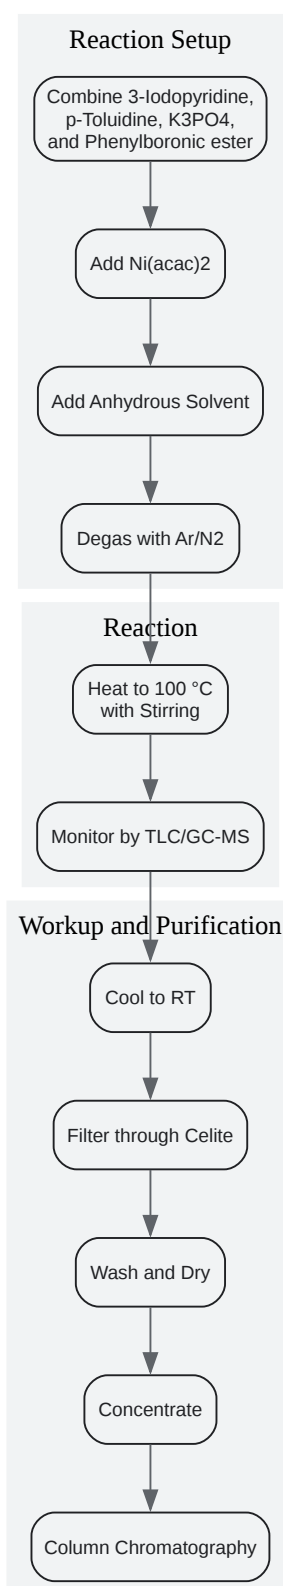 Reaction Setup
Combine 3-Iodopyridine,
p-Toluidine, K3PO4,
and Phenylboronic ester
Add Ni(acac)2
Add Anhydrous Solvent
Degas with Ar/N2
Reaction
Heat to 100 °C
with Stirring
Monitor by TLC/GC-MS
Workup and Purification
Cool to RT
Filter through Celite
Wash and Dry
Concentrate
Column Chromatography